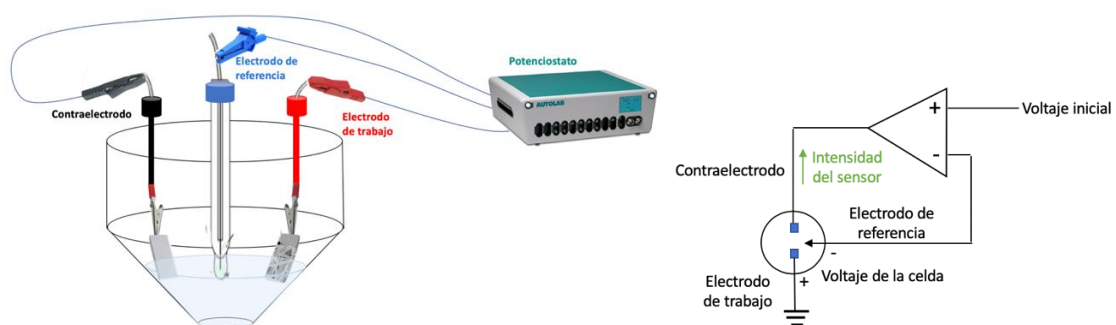 Electrodo de
referencia
Potenciostato
Contraelectrodo
Electrodo
de trabajo
AUTOLAB
+
Voltaje inicial
-
Contraelectrodo
Intensidad
del sensor
Electrodo de
referencia
-
Voltaje de la celda
+
Electrodo
de trabajo